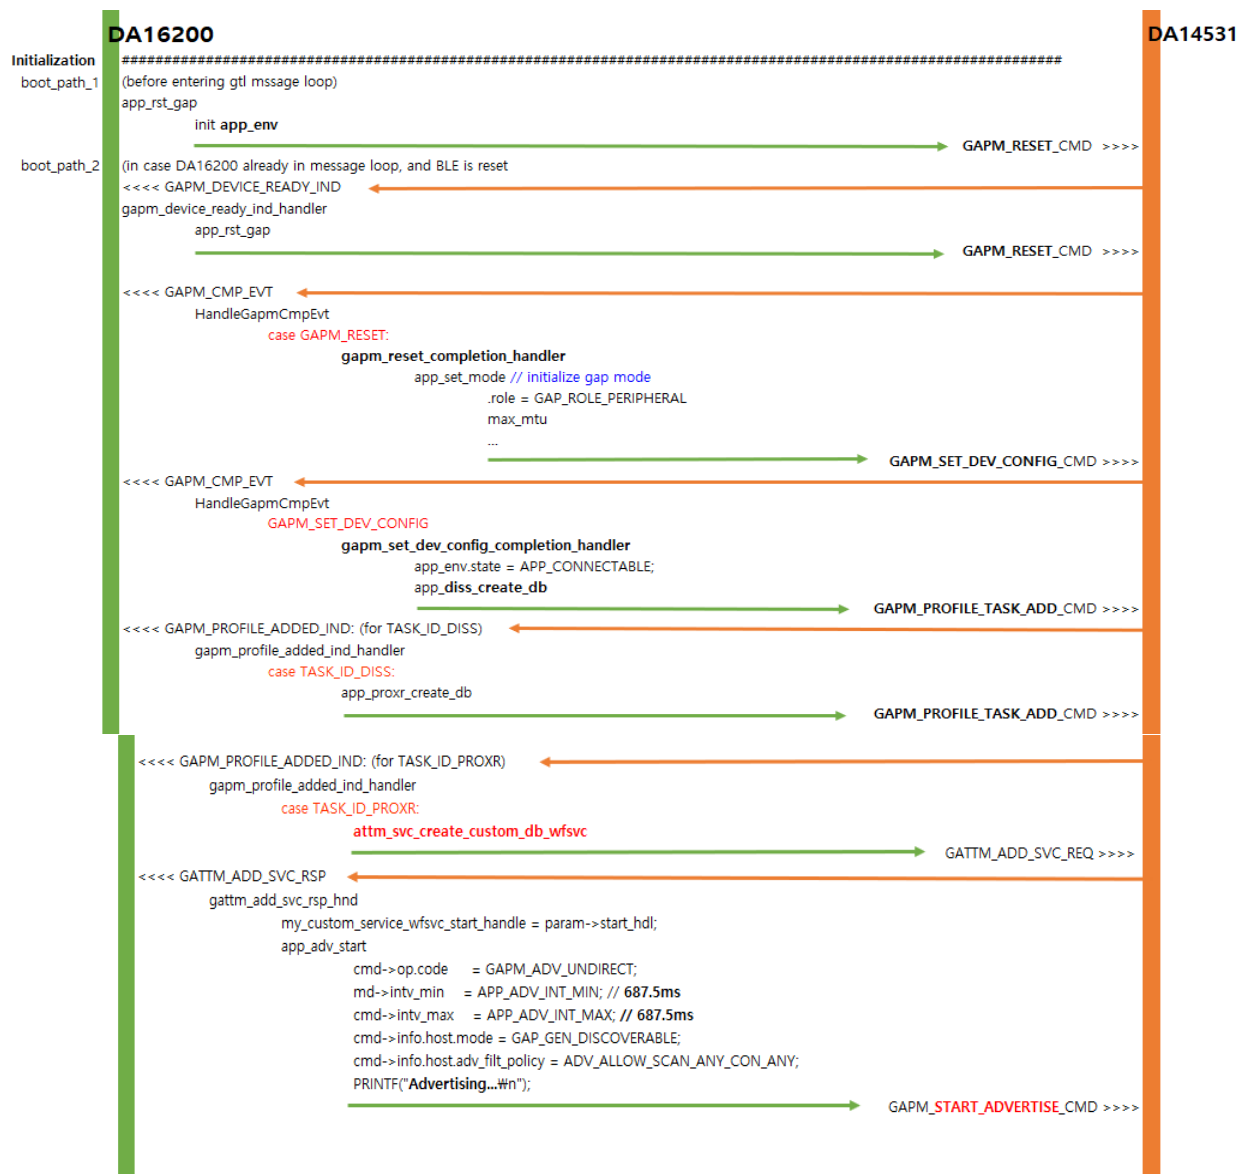 DA16200 DA14531
Initialization ##################################################################################################################
boot_path_1 (before entering gtl mssage loop)
app_rst_gap
init app_env
GAPM_RESET_CMD >>>>
boot_path_2 (in case DA16200 already in message loop, and BLE is reset
<<<< GAPM_DEVICE_READY_IND
gapm_device_ready_ind_handler
app_rst_gap
GAPM_RESET_CMD >>>>
<<<< GAPM_CMP_EVT
HandleGapmCmpEvt
case GAPM_RESET:
gapm_reset_completion_handler
app_set_mode // initialize gap mode
.role = GAP_ROLE_PERIPHERAL
max_mtu
...
GAPM_SET_DEV_CONFIG_CMD >>>>
<<<< GAPM_CMP_EVT
HandleGapmCmpEvt
GAPM_SET_DEV_CONFIG
gapm_set_dev_config_completion_handler
app_env.state = APP_CONNECTABLE;
app_diss_create_db
GAPM_PROFILE_TASK_ADD_CMD >>>>
<<<< GAPM_PROFILE_ADDED_IND: (for TASK_ID_DISS)
gapm_profile_added_ind_handler
case TASK_ID_DISS:
app_proxr_create_db
GAPM_PROFILE_TASK_ADD_CMD >>>>
<<<< GAPM_PROFILE_ADDED_IND: (for TASK_ID_PROXR)
gapm_profile_added_ind_handler
case TASK_ID_PROXR:
attm_svc_create_custom_db_wfsvc
GATTM_ADD_SVC_REQ >>>>
<<<< GATTM_ADD_SVC_RSP
gattm_add_svc_rsp_hnd
my_custom_service_wfsvc_start_handle = param->start_hdl;
app_adv_start
cmd->op.code = GAPM_ADV_UNDIRECT;
md->intv_min = APP_ADV_INT_MIN; // 687.5ms
cmd->intv_max = APP_ADV_INT_MAX; // 687.5ms
cmd->info.host.mode = GAP_GEN_DISCOVERABLE;
cmd->info.host.adv_filt_policy = ADV_ALLOW_SCAN_ANY_CON_ANY;
PRINTF("Advertising...₩n");
GAPM_START_ADVERTISE_CMD >>>>